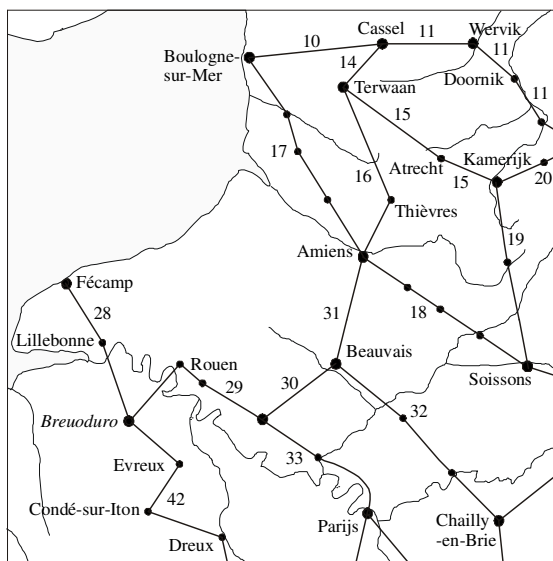 Cassel
Wervik
10
11
11
Boulogne-
sur-Mer
14
Doornik
Terwaan
11
15
17
Atrecht
Kamerijk
16
15
20
Thièvres
19
Amiens
Fécamp
28
31
18
Lillebonne
Beauvais
Rouen
Soissons
29
30
32
Breuoduro
33
Evreux
42
Condé-sur-Iton
Parijs
Chailly
-en-Brie
Dreux